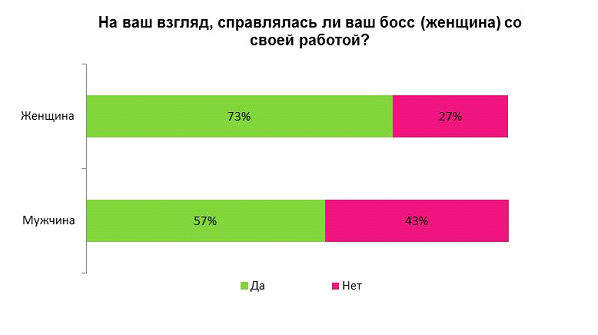 На ваш взгляд, справлялась ли ваш босс (женщина) со
своей работой?
Женщина
73%
27%
Мужчина
57%
43%
Да
Нет